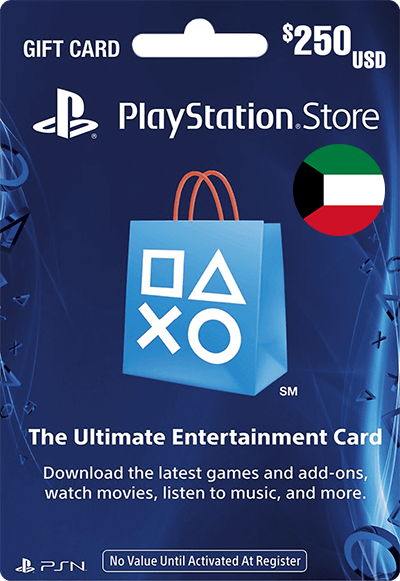 GIFT CARD
$250 USD
PlayStation®Store
SM
The Ultimate Entertainment Card
Download the latest games and add-ons,
watch movies, listen to music, and more.
PSN. No Value Until Activated At Register